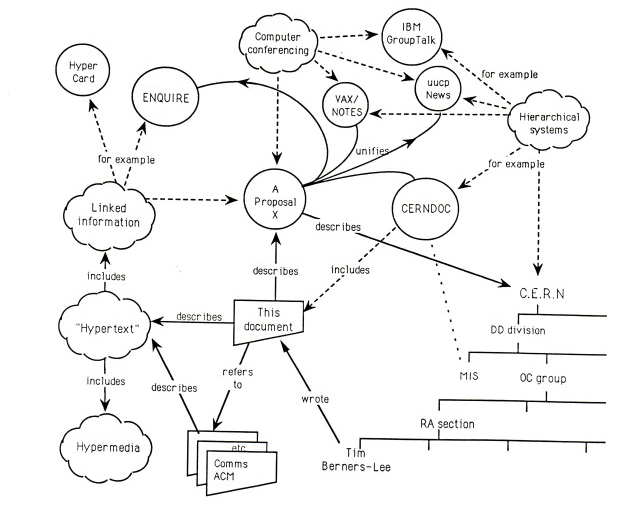 IBM
GroupTalk
Computer
conferencing
Hyper
Card
for example
uucp
News
ENQUIRE
VAX/
NOTES
Hierarchical
systems
unifies
for example
for example
A
Proposal
X
CERNDOC
Linked
information
describes
includes
describes
includes
C.E.R.N
This
document
describes
"Hypertext"
DD division
refers
to
MIS
OC group
includes
describes
wrote
RA section
Hypermedia
etc
Tim
Berners-Lee
Comms
ACM